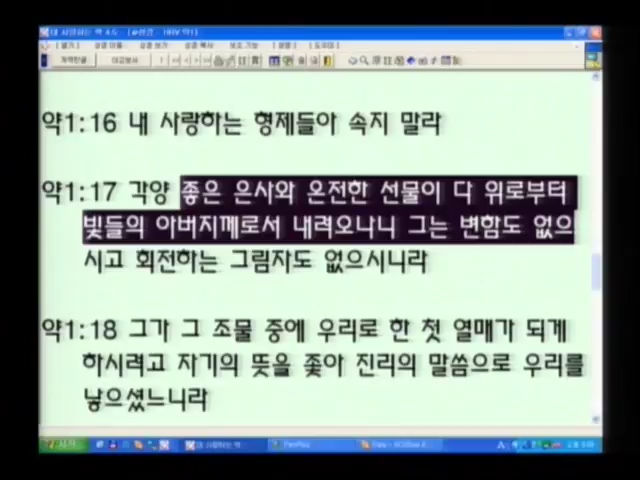 약1:16 내 사랑하는 형제들아 속지 말라
약1:17 각양 좋은 은사와 온전한 선물이 다 위로부터
빛들의 아버지께로서 내려오나니 그는 변함도 없으
시고 회전하는 그림자도 없으시니라
약1:18 그가 그 조물 중에 우리로 한 첫 열매가 되게
하시려고 자기의 뜻을 좇아 진리의 말씀으로 우리를
낳으셨느니라